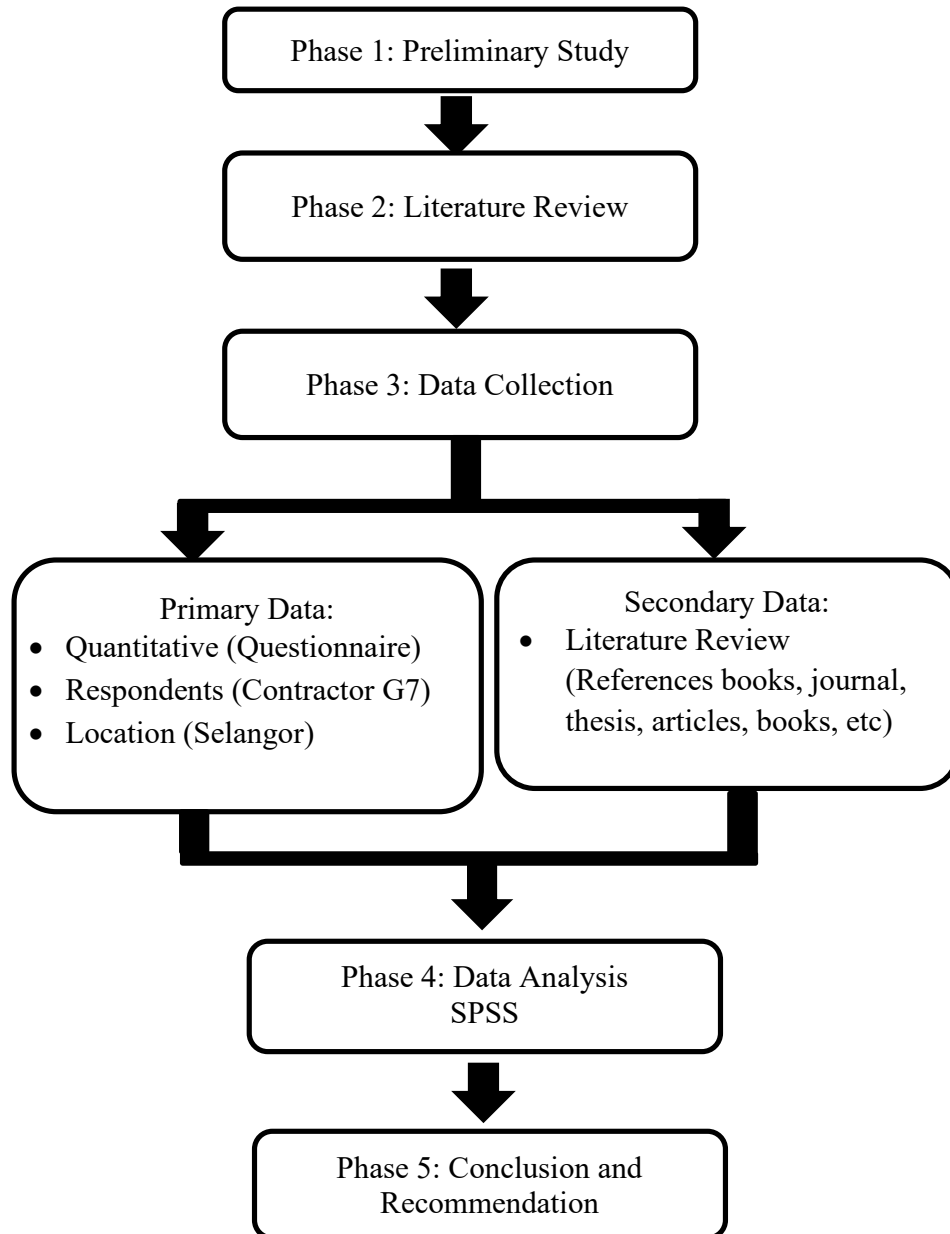 Phase 1: Preliminary Study
Phase 2: Literature Review
Phase 3: Data Collection
Primary Data:
• Quantitative (Questionnaire)
• Respondents (Contractor G7)
• Location (Selangor)
Secondary Data:
• Literature Review
(References books, journal,
thesis, articles, books, etc)
Phase 4: Data Analysis
SPSS
Phase 5: Conclusion and
Recommendation